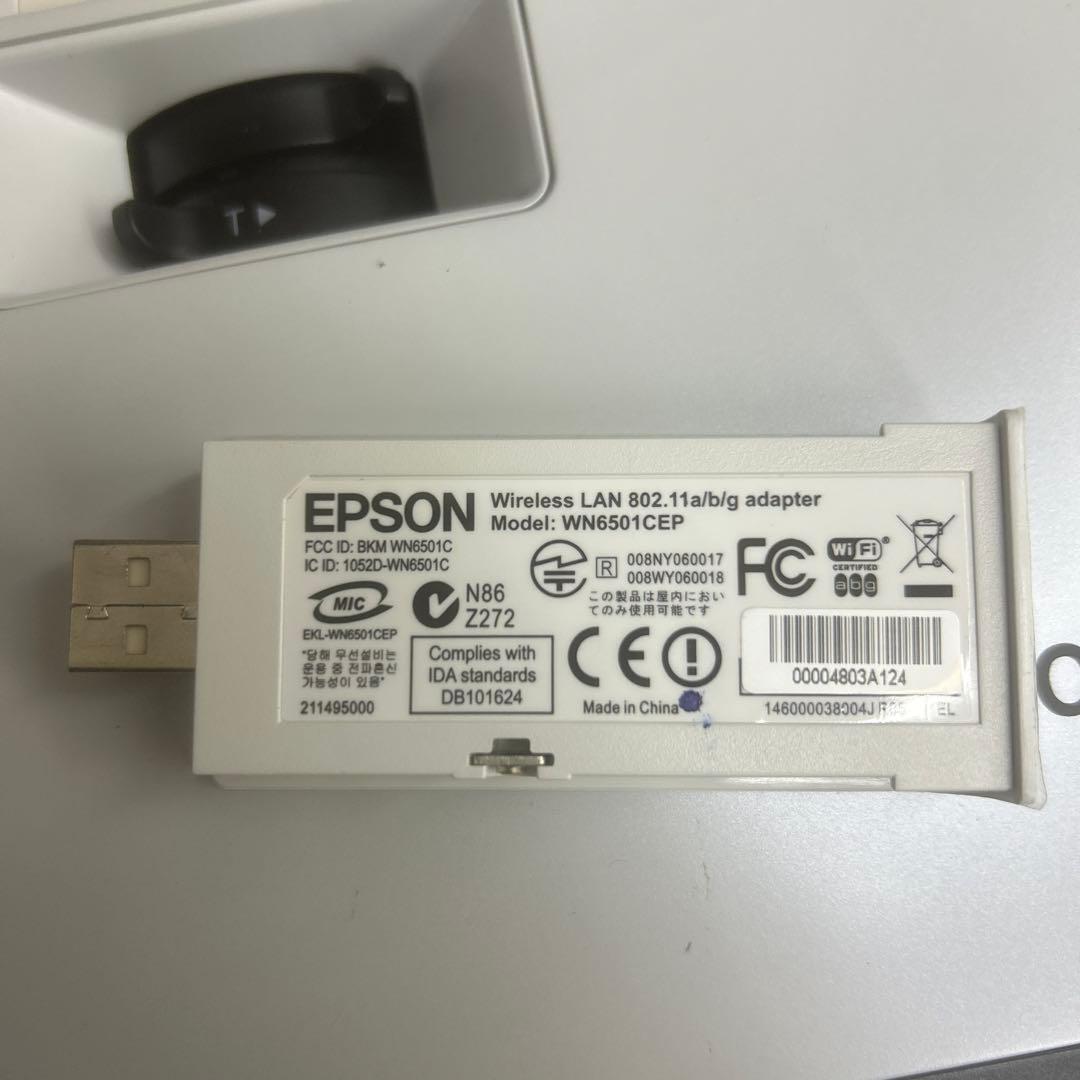 T
EPSON
Wireless LAN 802.11a/b/g adapter
Model: WN6501CEP
FCC ID: BKM WN6501C
IC ID: 1052D-WN6501C
R
008NY060017
008WY060018
この製品は屋内におい
てのみ使用可能です
FC
Wi Fi®
CERTIFIED
abg
MIC
EKL-WN6501CEP
N86
Z272
"당해 무선설비는
운용 중 전파혼신
가능성이 있음"
211495000
Complies with
IDA standards
DB101624
CE
Made in China
00004803A124